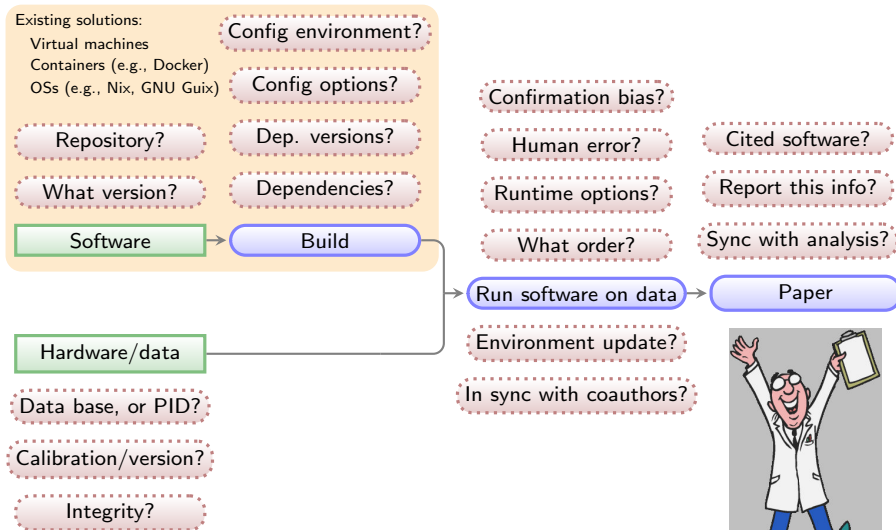 Existing solutions:
Virtual machines
Containers (e.g., Docker)
OSs (e.g., Nix, GNU Guix)
Repository?
What version?
Software
Config environment?
Config options?
Dep. versions?
Dependencies?
Build
Hardware/data
Data base, or PID?
Calibration/version?
Integrity?
Confirmation bias?
Human error?
Runtime options?
What order?
Run software on data
Environment update?
In sync with coauthors?
Cited software?
Report this info?
Sync with analysis?
Paper